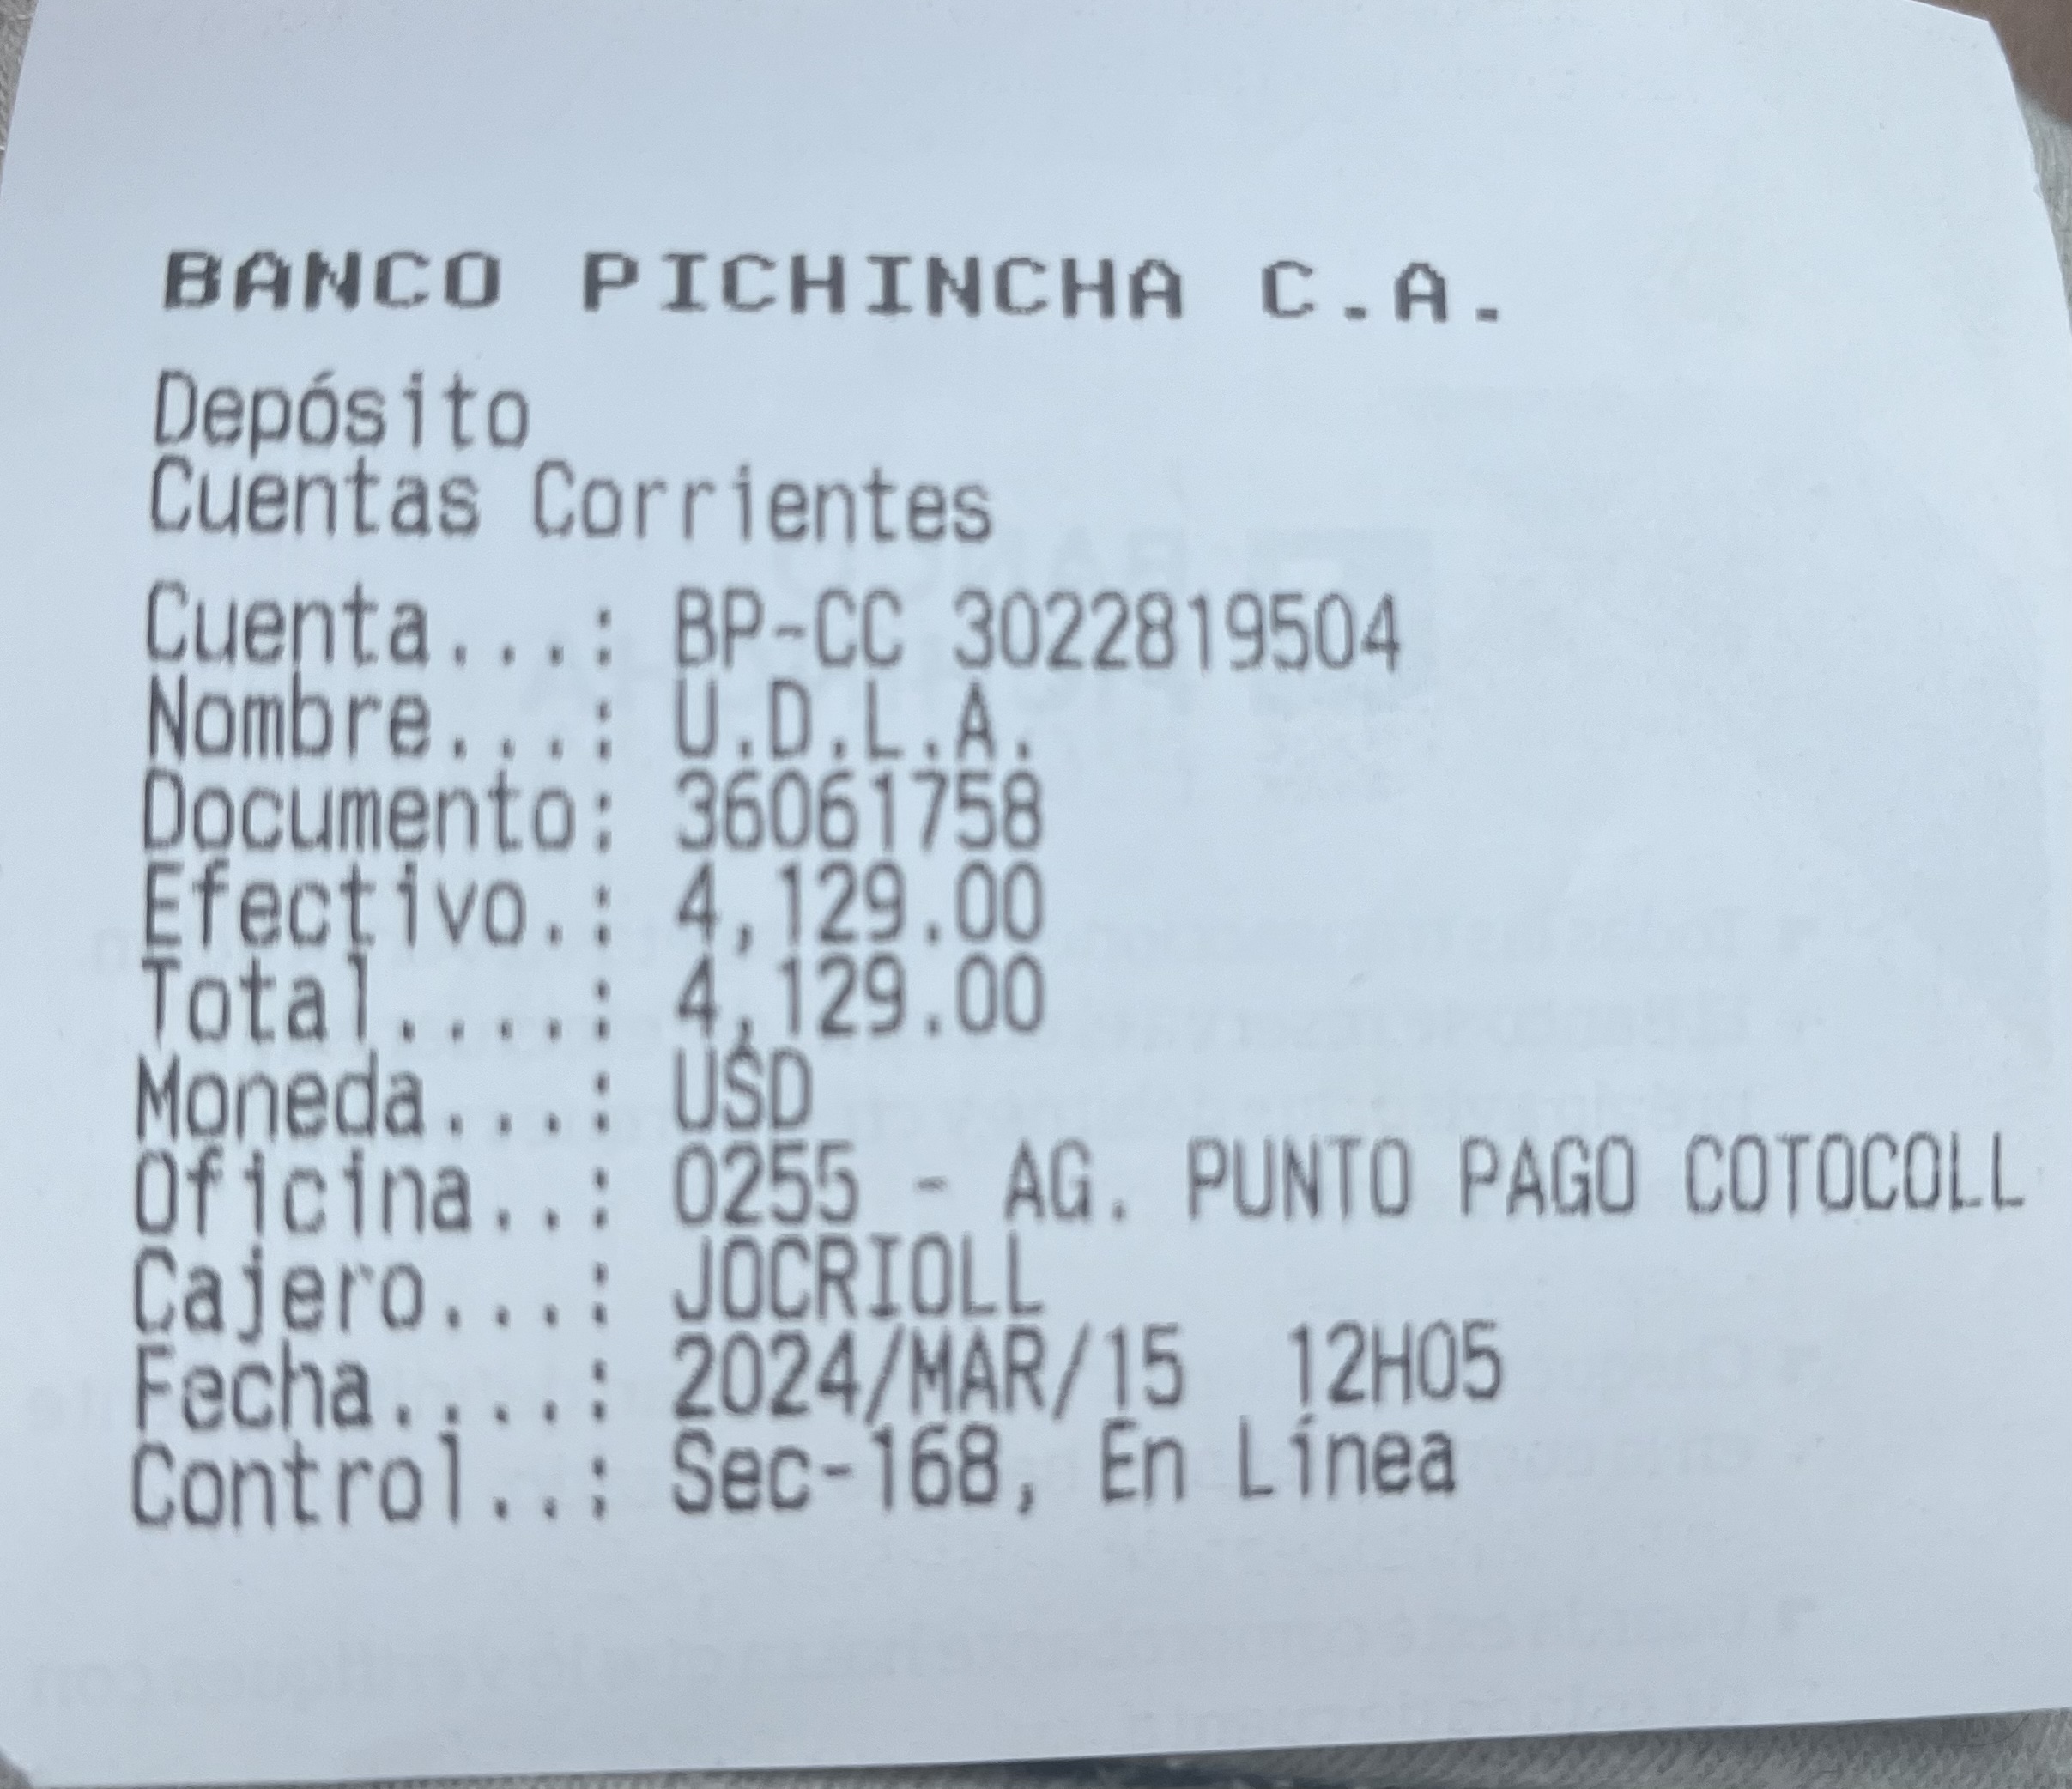 BANCO PICHINCHA C.A.
Depósito
Cuentas Corrientes
Cuenta...: BP-CC 3022819504
Nombre...: U.D.L.A.
Documento: 36061758
Efectivo.: 4,129.00
Total....: 4,129.00
Moneda...: USD
Oficina..: 0255 - AG. PUNTO PAGO COTOCOLL
Cajero...: JOCRIOLL
Fecha....: 2024/MAR/15 12H05
Control..: Sec-168, En Línea